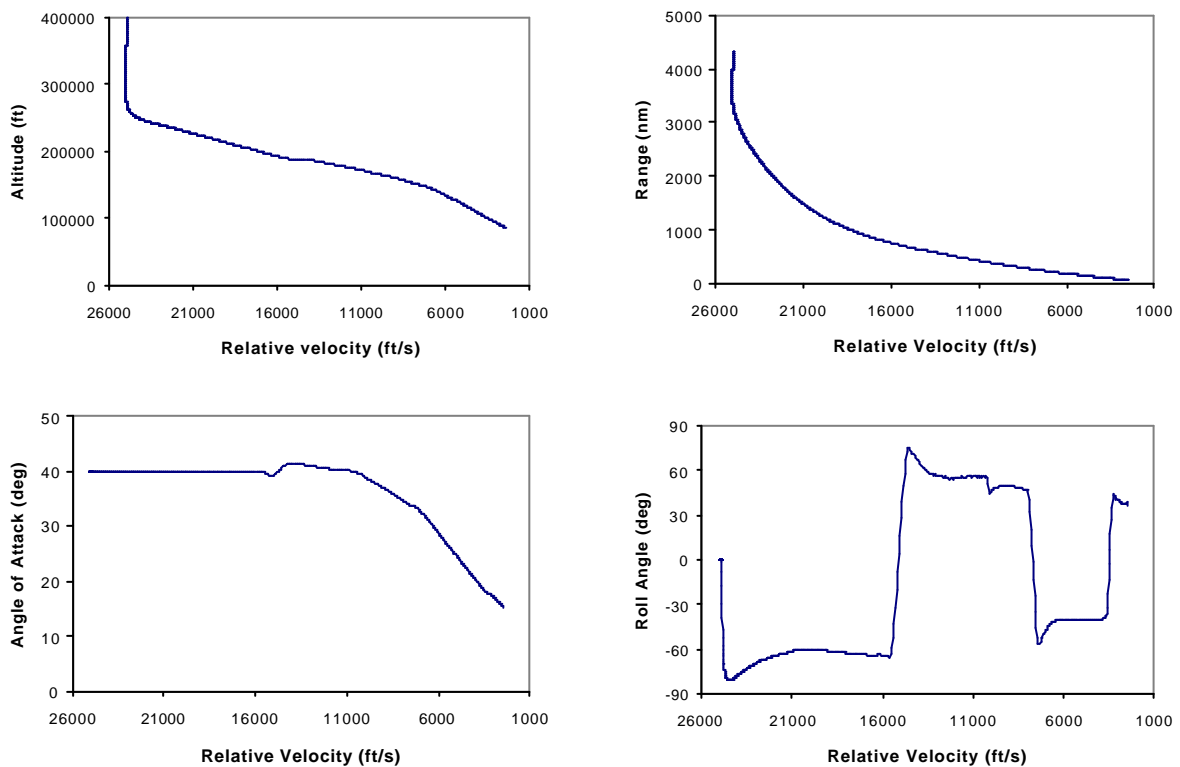 400000
300000
200000
100000
0
Altitude (ft)
26000 21000 16000 11000 6000 1000
Relative velocity (ft/s)
5000
4000
3000
2000
1000
0
Range (nm)
26000 21000 16000 11000 6000 1000
Relative Velocity (ft/s)
50
40
30
20
10
0
Angle of Attack (deg)
26000 21000 16000 11000 6000 1000
Relative Velocity (ft/s)
90
60
30
0
-30
-60
-90
Roll Angle (deg)
26000 21000 16000 11000 6000 1000
Relative Velocity (ft/s)